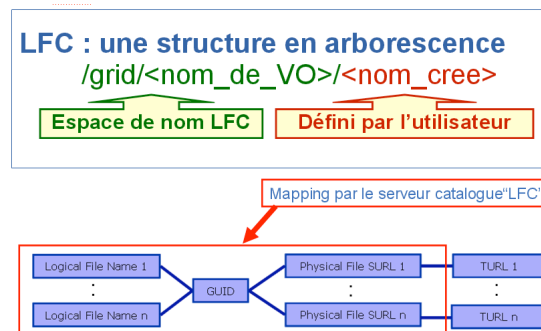 LFC : une structure en arborescence
/grid/<nom_de_VO>/<nom_cree>
Espace de nom LFC
Défini par l'utilisateur
Mapping par le serveur catalogue“LFC”
Logical File Name 1
Physical File SURL 1
TURL 1
:
GUID
:
:
Logical File Name n
Physical File SURL n
TURL n